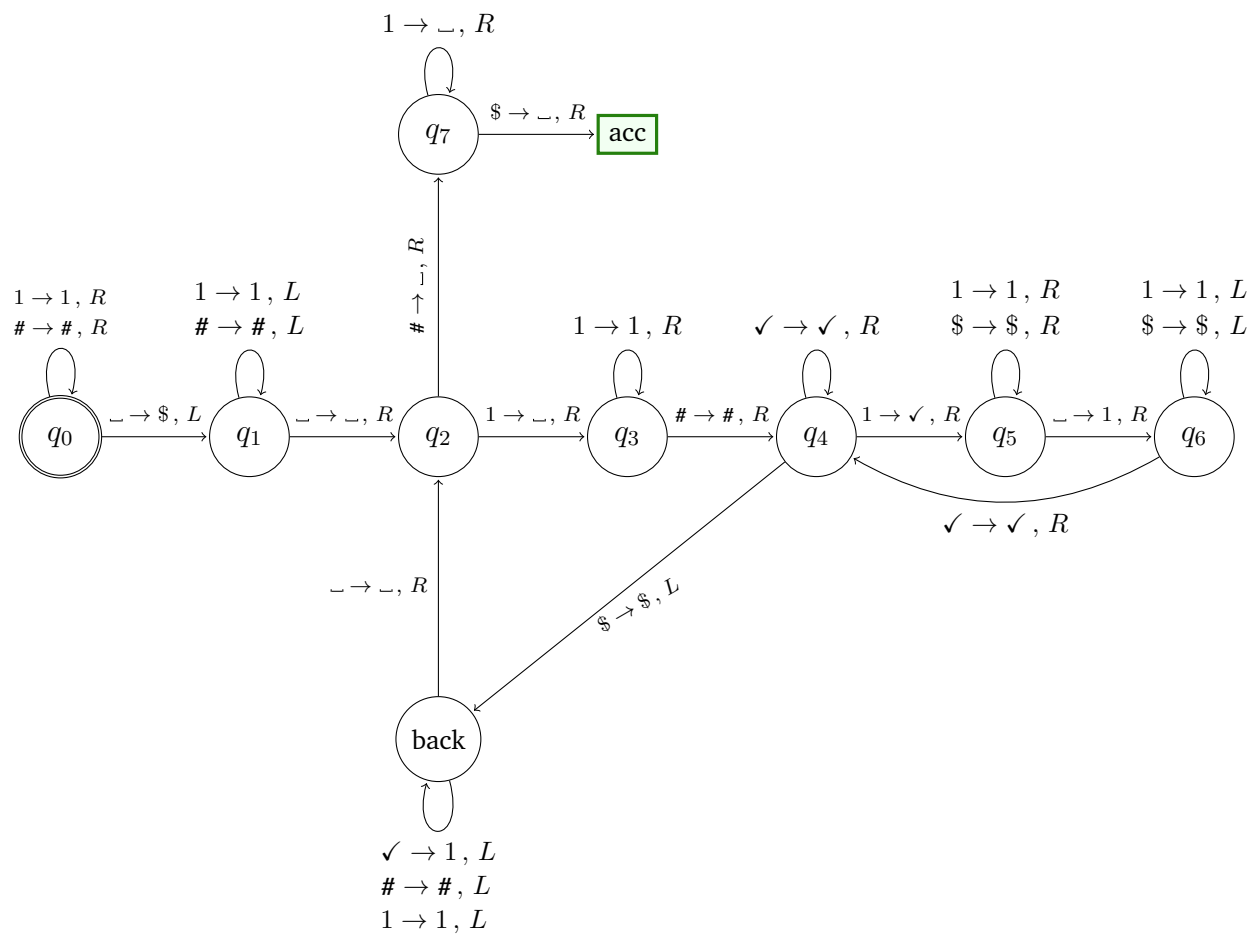 1 → ␣, R
$ → ␣, R
q7
acc
# → ␣, R
1 → 1, R
# → #, R
1 → 1, L
# → #, L
1 → 1, R
✓ → ✓, R
1 → 1, R
$ → $, R
1 → 1, L
$ → $, L
q0
␣ → $, L
q1
␣ → ␣, R
q2
1 → ␣, R
q3
# → #, R
q4
1 → ✓, R
q5
␣ → 1, R
q6
✓ → ✓, R
␣ → ␣, R
$ → $, L
back
✓ → 1, L
# → #, L
1 → 1, L